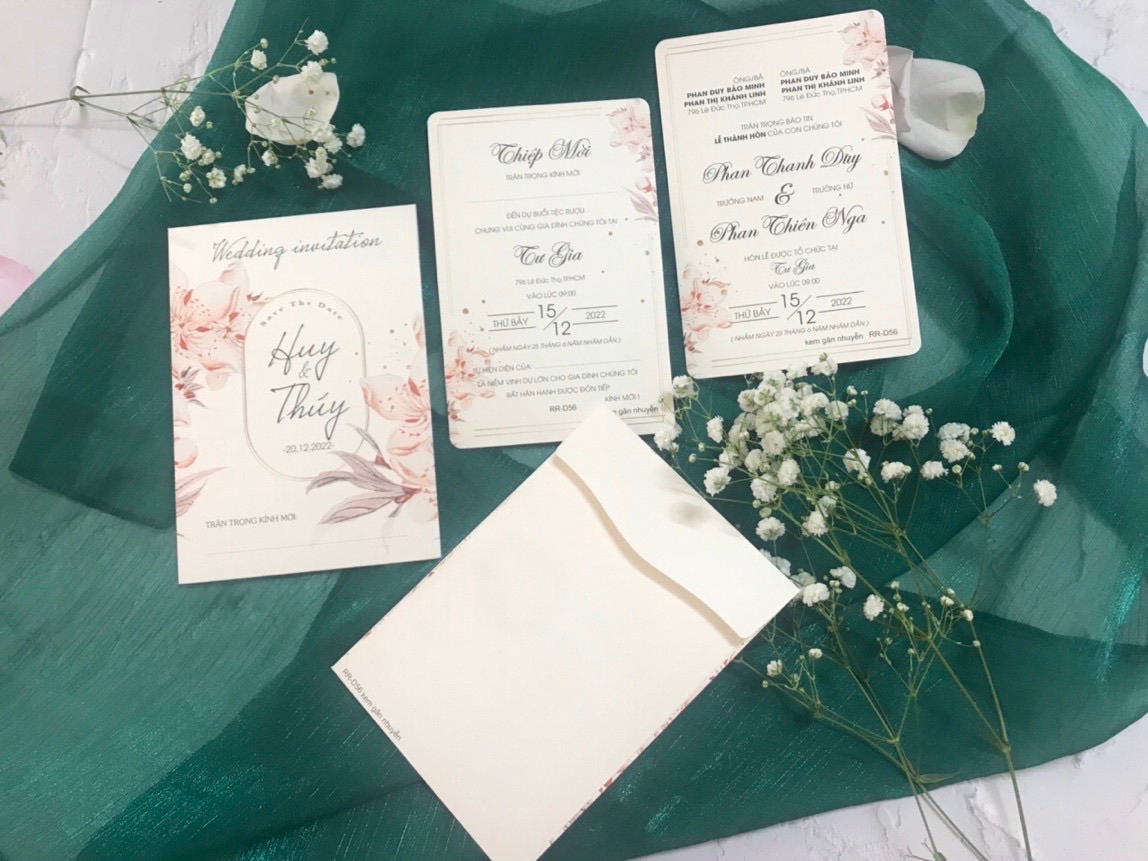 Wedding invitation
Save The Date
Huy
&
Thúy
-20.12.2022-
TRÂN TRỌNG KÍNH MỜI:
Thiệp Mời
TRÂN TRỌNG KÍNH MỜI
ĐẾN DỰ BUỔI TIỆC RƯỢU
CHUNG VUI CÙNG GIA ĐÌNH CHÚNG TÔI TẠI
Tư Gia
796 Lê Đức Thọ,TPHCM
VÀO LÚC 09:00
THỨ BẢY 15/12 2022
( NHẰM NGÀY 25 THÁNG 6 NĂM NHÂM DẦN )
SỰ HIỆN DIỆN CỦA:
LÀ NIỀM VINH DỰ LỚN CHO GIA ĐÌNH CHÚNG TÔI
RẤT HÂN HẠNH ĐƯỢC ĐÓN TIẾP
KÍNH MỜI !
RR-D56 kem gân nhuyễn
ÔNG/BÀ ÔNG/BÀ
PHAN DUY BẢO MINH PHAN DUY BẢO MINH
PHAN THỊ KHÁNH LINH PHAN THỊ KHÁNH LINH
796 Lê Đức Thọ,TPHCM 796 Lê Đức Thọ,TPHCM
TRÂN TRỌNG BÁO TIN
LỄ THÀNH HÔN CỦA CON CHÚNG TÔI
Phan Thanh Duy
TRƯỞNG NAM & TRƯỞNG NỮ
Phan Thiên Nga
HÔN LỄ ĐƯỢC TỔ CHỨC TẠI
Tư Gia
VÀO LÚC 09:00
THỨ BẢY 15/12 2022
( NHẰM NGÀY 25 THÁNG 6 NĂM NHÂM DẦN )
kem gân nhuyễn RR-D56
RR-D56 kem gân nhuyễn